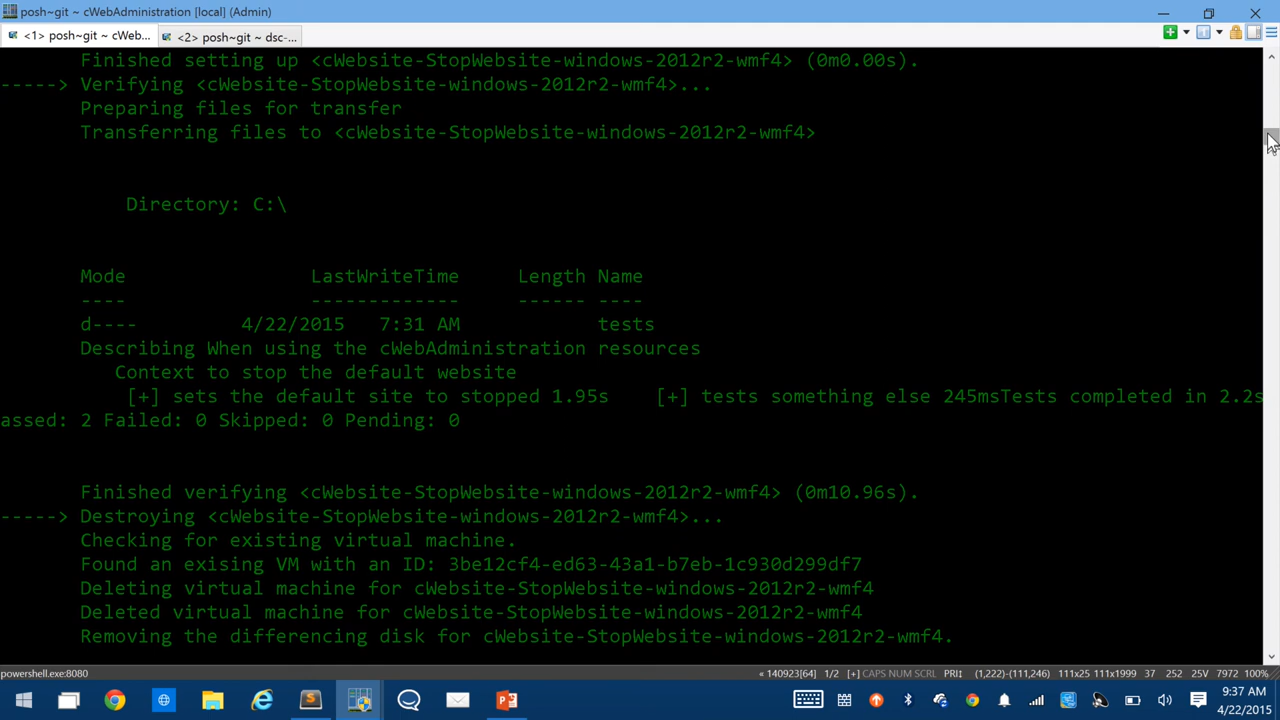 posh~git ~ cWebAdministration [local] (Admin)
<1> posh~git ~ cWeb...
<2> posh~git ~ dsc-...
Finished setting up <cWebsite-StopWebsite-windows-2012r2-wmf4> (0m0.00s).
-----> Verifying <cWebsite-StopWebsite-windows-2012r2-wmf4>...
Preparing files for transfer
Transferring files to <cWebsite-StopWebsite-windows-2012r2-wmf4>
Directory: C:\
Mode LastWriteTime Length Name
---- ------------- ------ ----
d---- 4/22/2015 7:31 AM tests
Describing When using the cWebAdministration resources
Context to stop the default website
[+] sets the default site to stopped 1.95s [+] tests something else 245msTests completed in 2.2s
assed: 2 Failed: 0 Skipped: 0 Pending: 0
Finished verifying <cWebsite-StopWebsite-windows-2012r2-wmf4> (0m10.96s).
-----> Destroying <cWebsite-StopWebsite-windows-2012r2-wmf4>...
Checking for existing virtual machine.
Found an exising VM with an ID: 3be12cf4-ed63-43a1-b7eb-1c930d299df7
Deleting virtual machine for cWebsite-StopWebsite-windows-2012r2-wmf4
Deleted virtual machine for cWebsite-StopWebsite-windows-2012r2-wmf4
Removing the differencing disk for cWebsite-StopWebsite-windows-2012r2-wmf4.
powershell.exe:8080 « 140923[64] 1/2 [+] CAPS NUM SCRL PRI↕ (1,222)-(111,246) 111x25 111x1999 37 252 25V 7972 100%
9:37 AM
4/22/2015